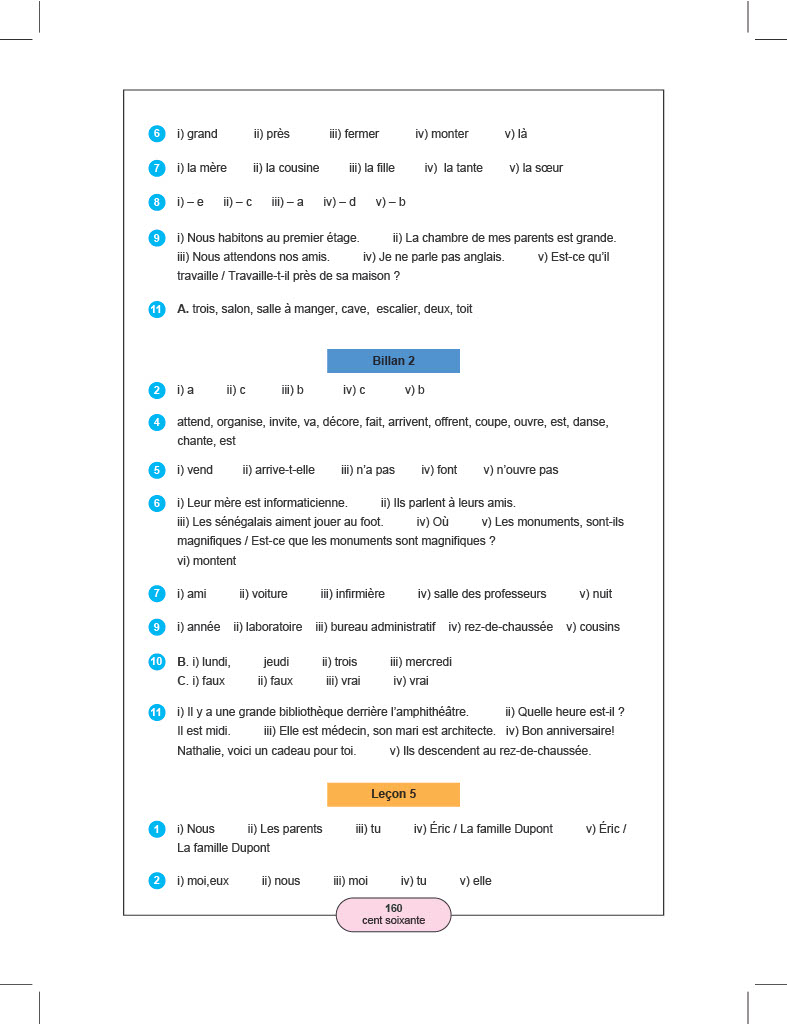 6 i) grand ii) près iii) fermer iv) monter v) là
7 i) la mère ii) la cousine iii) la fille iv) la tante v) la sœur
8 i) – e ii) – c iii) – a iv) – d v) – b
9 i) Nous habitons au premier étage. ii) La chambre de mes parents est grande.
iii) Nous attendons nos amis. iv) Je ne parle pas anglais. v) Est-ce qu’il
travaille / Travaille-t-il près de sa maison ?
11 A. trois, salon, salle à manger, cave, escalier, deux, toit
Billan 2
2 i) a ii) c iii) b iv) c v) b
4 attend, organise, invite, va, décore, fait, arrivent, offrent, coupe, ouvre, est, danse,
chante, est
5 i) vend ii) arrive-t-elle iii) n’a pas iv) font v) n’ouvre pas
6 i) Leur mère est informaticienne. ii) Ils parlent à leurs amis.
iii) Les sénégalais aiment jouer au foot. iv) Où v) Les monuments, sont-ils
magnifiques / Est-ce que les monuments sont magnifiques ?
vi) montent
7 i) ami ii) voiture iii) infirmière iv) salle des professeurs v) nuit
9 i) année ii) laboratoire iii) bureau administratif iv) rez-de-chaussée v) cousins
10 B. i) lundi, jeudi ii) trois iii) mercredi
C. i) faux ii) faux iii) vrai iv) vrai
11 i) Il y a une grande bibliothèque derrière l’amphithéâtre. ii) Quelle heure est-il ?
Il est midi. iii) Elle est médecin, son mari est architecte. iv) Bon anniversaire!
Nathalie, voici un cadeau pour toi. v) Ils descendent au rez-de-chaussée.
Leçon 5
1 i) Nous ii) Les parents iii) tu iv) Éric / La famille Dupont v) Éric /
La famille Dupont
2 i) moi,eux ii) nous iii) moi iv) tu v) elle
160
cent soixante